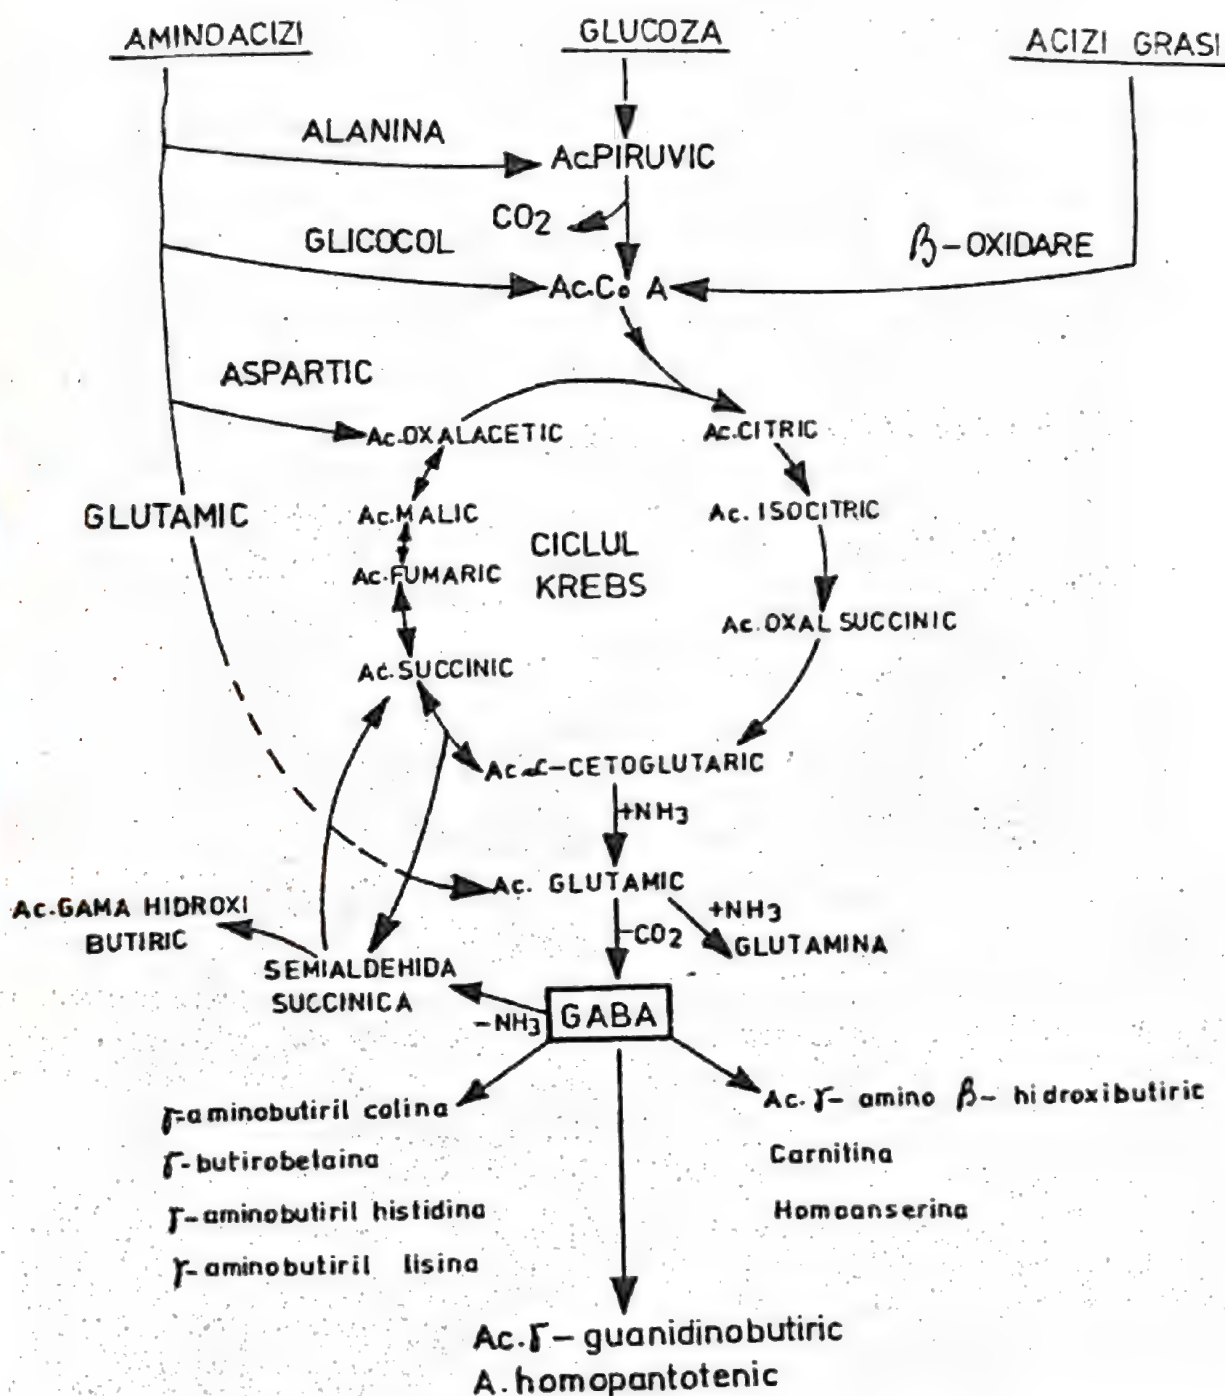 AMINOACIZI
GLUCOZA
ACIZI GRASI
ALANINA
Ac.PIRUVIC
CO2
GLICOCOL
β-OXIDARE
Ac.Co A
ASPARTIC
Ac.OXALACETIC
Ac.CITRIC
GLUTAMIC
Ac.MALIC
Ac. ISOCITRIC
CICLUL
KREBS
Ac.FUMARIC
Ac.OXAL SUCCINIC
Ac.SUCCINIC
Ac.α-CETOGLUTARIC
+NH3
Ac. GLUTAMIC
Ac.GAMA HIDROXI
BUTIRIC
+NH3
-CO2
GLUTAMINA
SEMIALDEHIDA
SUCCINICA
-NH3
GABA
γ-aminobutiril colina
Ac.γ- amino β- hidroxibutiric
γ-butirobetaina
Carnitina
γ-aminobutiril histidina
Homoanserina
γ-aminobutiril lisina
Ac.γ- guanidinobutiric
A.homopantotenic